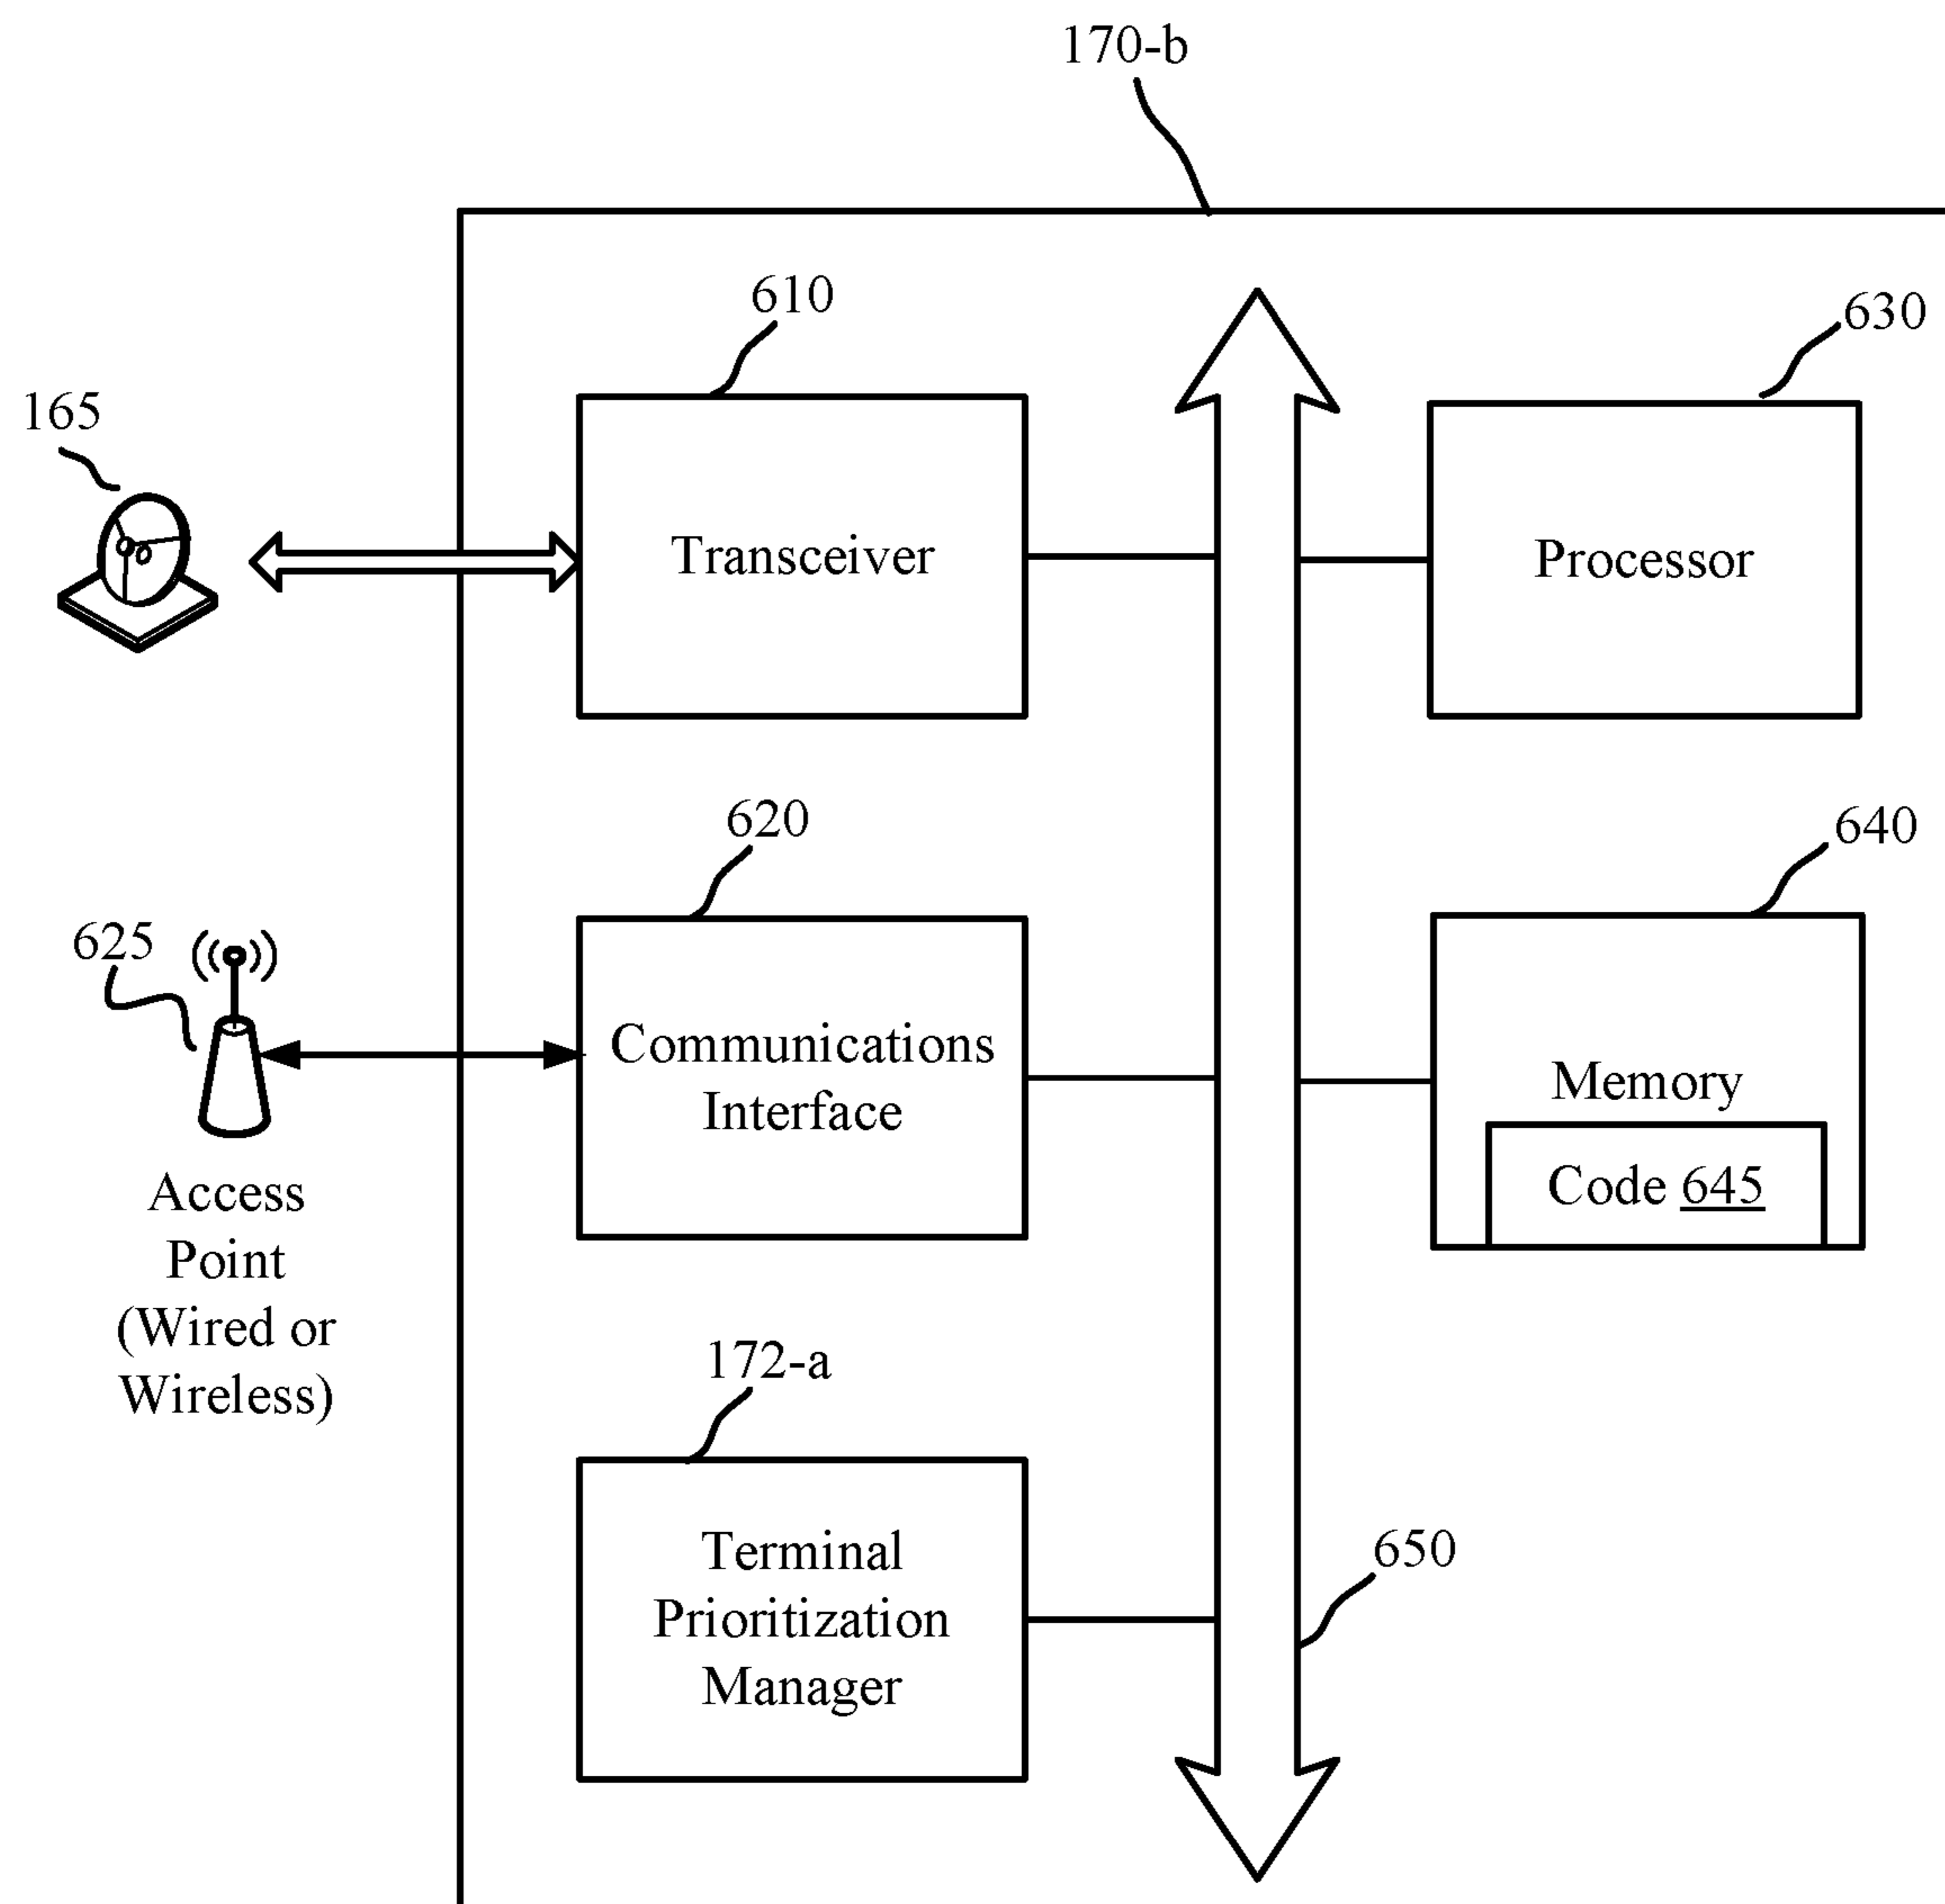 170-b
610
630
165
Transceiver
Processor
620
640
625
Communications
Interface
Memory
Code 645
Access
Point
(Wired or
Wireless)
172-a
Terminal
Prioritization
Manager
650